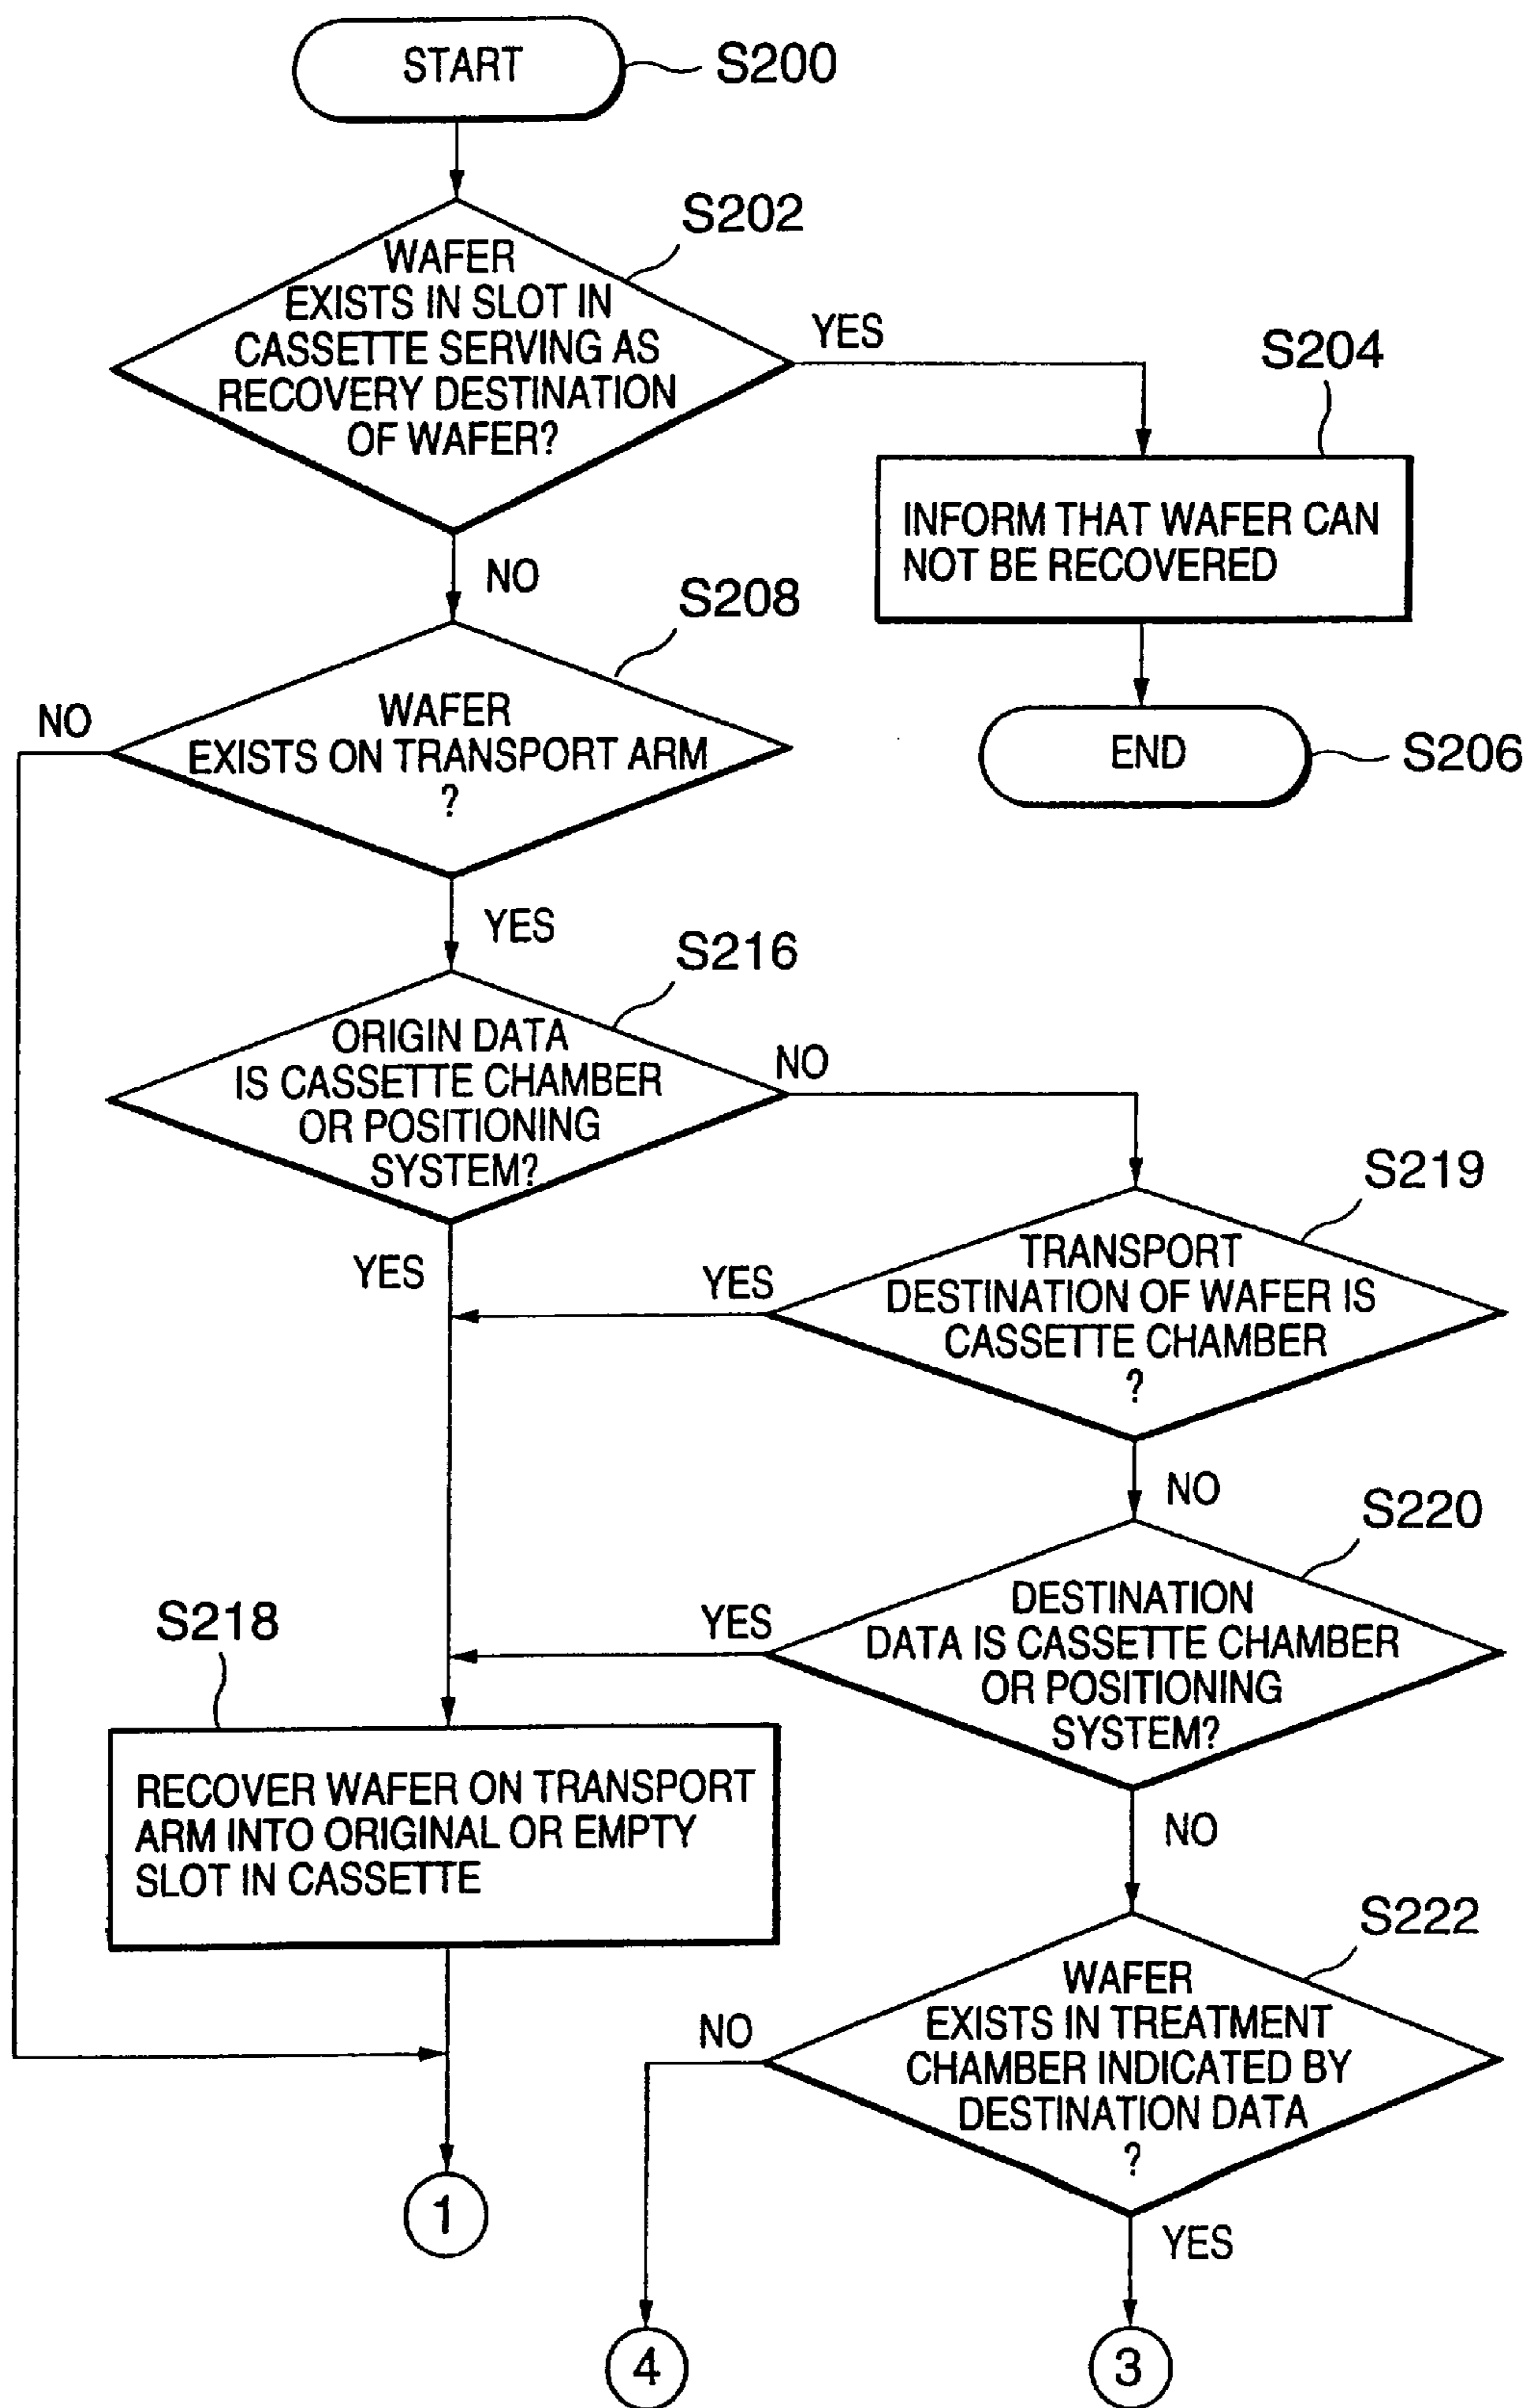 START
S200
S202
WAFER
EXISTS IN SLOT IN
CASSETTE SERVING AS
RECOVERY DESTINATION
OF WAFER?
YES
S204
INFORM THAT WAFER CAN
NOT BE RECOVERED
END
S206
NO
S208
WAFER
EXISTS ON TRANSPORT ARM
?
NO
YES
S216
ORIGIN DATA
IS CASSETTE CHAMBER
OR POSITIONING
SYSTEM?
NO
YES
S219
TRANSPORT
DESTINATION OF WAFER IS
CASSETTE CHAMBER
?
YES
NO
S220
DESTINATION
DATA IS CASSETTE CHAMBER
OR POSITIONING
SYSTEM?
YES
NO
S218
RECOVER WAFER ON TRANSPORT
ARM INTO ORIGINAL OR EMPTY
SLOT IN CASSETTE
S222
WAFER
EXISTS IN TREATMENT
CHAMBER INDICATED BY
DESTINATION DATA
?
NO
YES
1
4
3